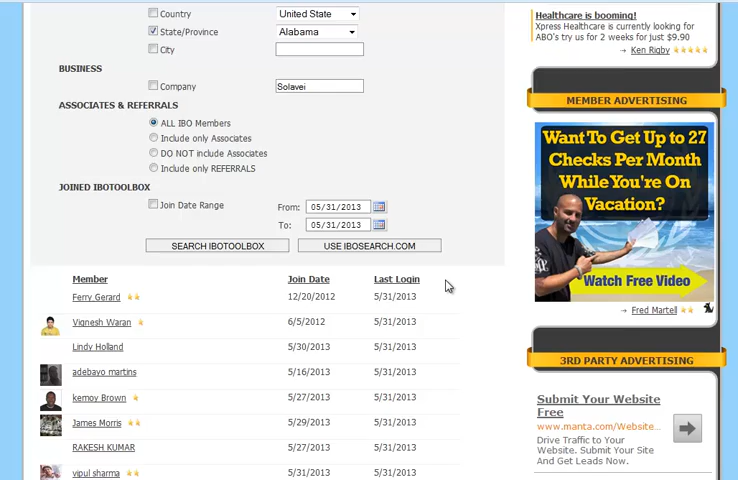 Country United State
State/Province Alabama
City
BUSINESS
Company Solavei
ASSOCIATES & REFERRALS
ALL IBO Members
Include only Associates
DO NOT include Associates
Include only REFERRALS
JOINED IBOTOOLBOX
Join Date Range From: 05/31/2013
To: 05/31/2013
SEARCH IBOTOOLBOX USE IBOSEARCH.COM
Member Join Date Last Login
Ferry Gerard 12/20/2012 5/31/2013
Vignesh Waran 6/5/2012 5/31/2013
Lindy Holland 5/30/2013 5/31/2013
adebayo martins 5/16/2013 5/31/2013
kemoy Brown 5/27/2013 5/31/2013
James Morris 5/29/2013 5/31/2013
RAKESH KUMAR 5/27/2013 5/31/2013
vipul sharma 5/31/2013 5/31/2013
Healthcare is booming!
Xpress Healthcare is currently looking for
ABO's try us for 2 weeks for just $9.90
→ Ken Rigby
MEMBER ADVERTISING
Want To Get Up to 27
Checks Per Month
While You're On
Vacation?
Watch Free Video
→ Fred Martell
3RD PARTY ADVERTISING
Submit Your Website
Free
www.manta.com/Website...
Drive Traffic to Your
Website. Submit Your Site
And Get Leads Now.